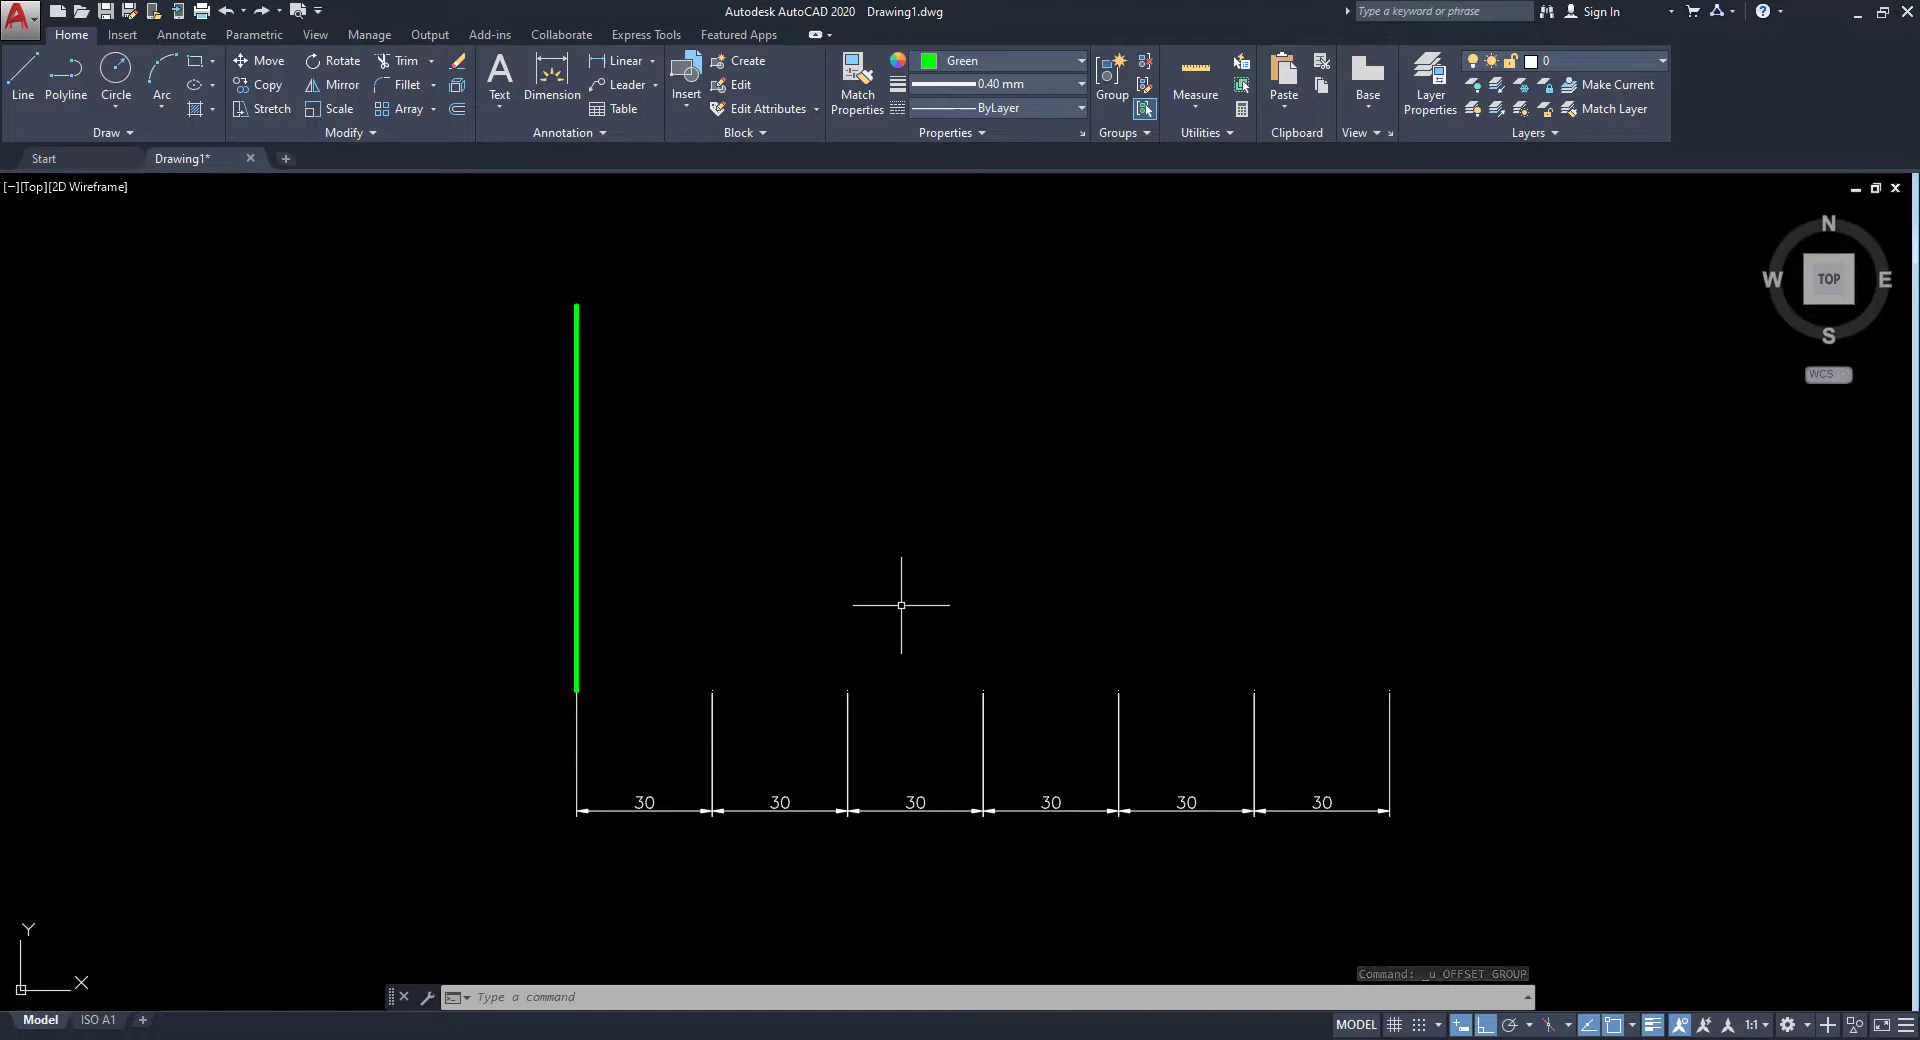 Autodesk AutoCAD 2020 Drawing1.dwg
Type a keyword or phrase
Sign In
Home Insert Annotate Parametric View Manage Output Add-ins Collaborate Express Tools Featured Apps
Line
Polyline
Circle
Arc
Draw
Move Rotate Trim
Copy Mirror Fillet
Stretch Scale Array
Modify
Text
Dimension
Linear
Leader
Table
Annotation
Insert
Create
Edit
Edit Attributes
Block
Match
Properties
Green
0.40 mm
ByLayer
Properties
Group
Groups
Measure
Utilities
Paste
Clipboard
Base
View
Layer
Properties
0
Make Current
Match Layer
Layers
Start
Drawing1*
[−][Top][2D Wireframe]
N
W TOP E
S
WCS
30 30 30 30 30 30
Y
X
Command: _u OFFSET GROUP
Type a command
Model ISO A1
MODEL
1:1